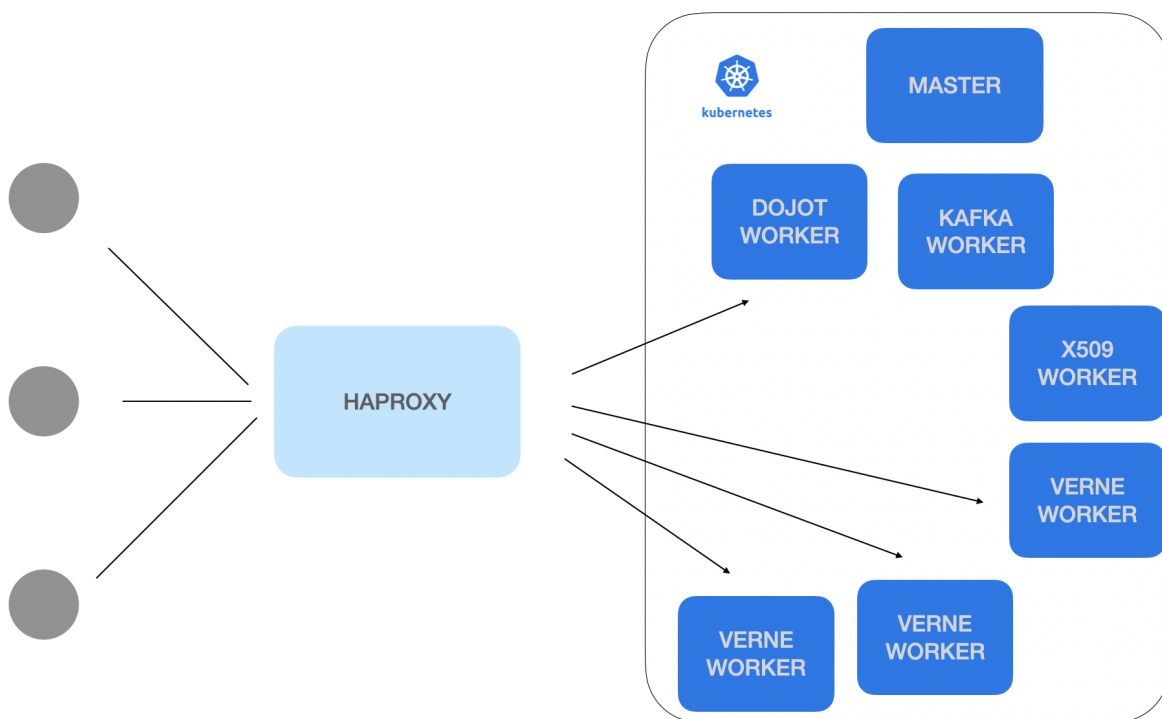 kubernetes
MASTER
DOJOT
WORKER
KAFKA
WORKER
X509
WORKER
HAPROXY
VERNE
WORKER
VERNE
WORKER
VERNE
WORKER